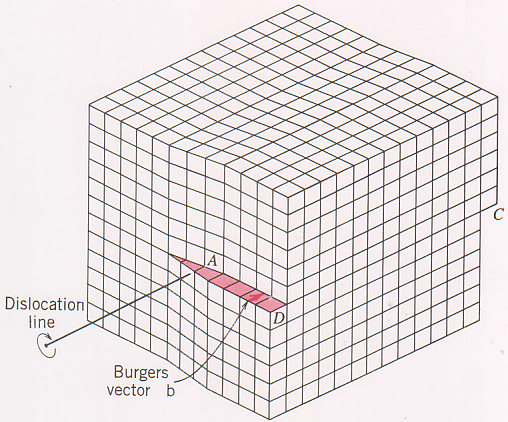 C
A
Dislocation
line
D
Burgers
vector b